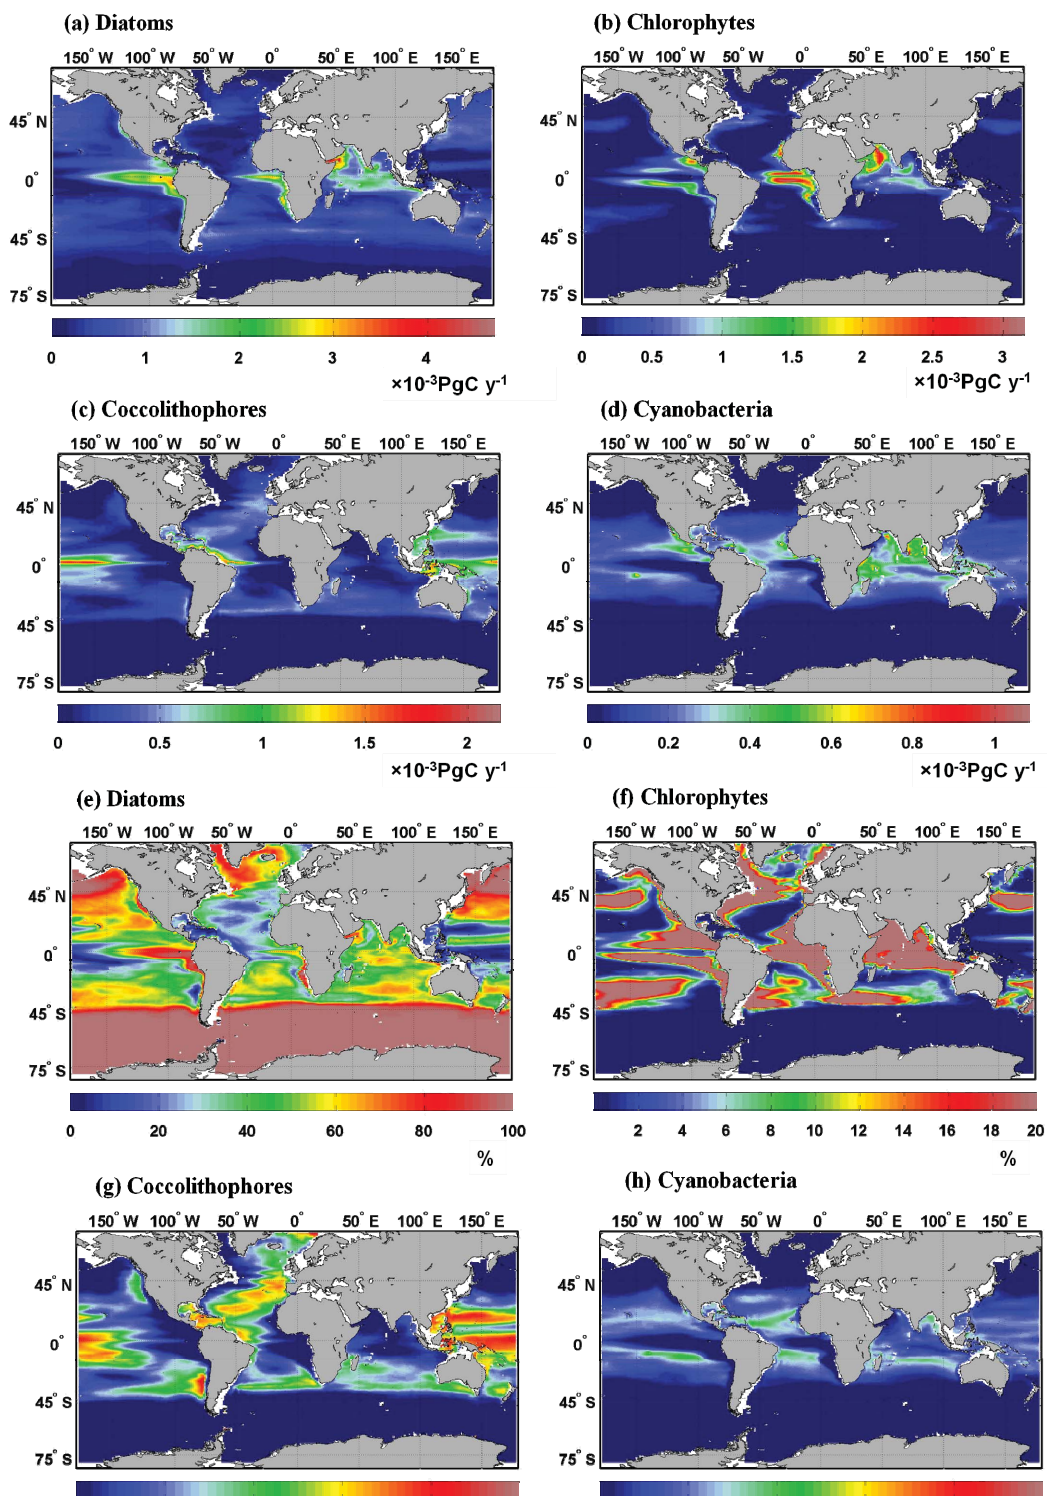 (a) Diatoms
(b) Chlorophytes
150° W 100° W 50° W 0° 50° E 100° E 150° E
150° W 100° W 50° W 0° 50° E 100° E 150° E
45° N
0°
45° S
75° S
45° N
0°
45° S
75° S
0 1 2 3 4
0 0.5 1 1.5 2 2.5 3
×10⁻³PgC y⁻¹
×10⁻³PgC y⁻¹
(c) Coccolithophores
(d) Cyanobacteria
150° W 100° W 50° W 0° 50° E 100° E 150° E
150° W 100° W 50° W 0° 50° E 100° E 150° E
45° N
0°
45° S
75° S
45° N
0°
45° S
75° S
0 0.5 1 1.5 2
0 0.2 0.4 0.6 0.8 1
×10⁻³PgC y⁻¹
×10⁻³PgC y⁻¹
(e) Diatoms
(f) Chlorophytes
150° W 100° W 50° W 0° 50° E 100° E 150° E
150° W 100° W 50° W 0° 50° E 100° E 150° E
45° N
0°
45° S
75° S
45° N
0°
45° S
75° S
0 20 40 60 80 100
2 4 6 8 10 12 14 16 18 20
%
%
(g) Coccolithophores
(h) Cyanobacteria
150° W 100° W 50° W 0° 50° E 100° E 150° E
150° W 100° W 50° W 0° 50° E 100° E 150° E
45° N
0°
45° S
75° S
45° N
0°
45° S
75° S